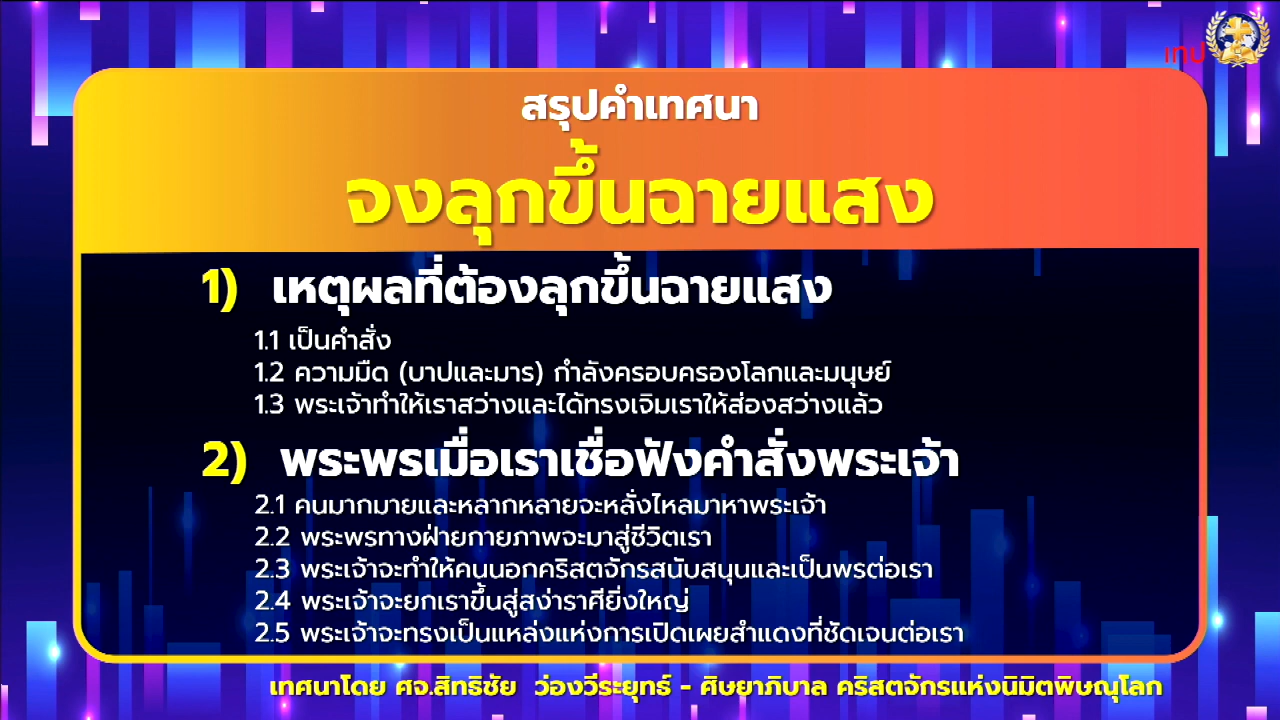 เทป
สรุปคำเทศนา
จงลุกขึ้นฉายแสง
1) เหตุผลที่ต้องลุกขึ้นฉายแสง
1.1 เป็นคำสั่ง
1.2 ความมืด (บาปและมาร) กำลังครอบครองโลกและมนุษย์
1.3 พระเจ้าทำให้เราสว่างและได้ทรงเจิมเราให้ส่องสว่างแล้ว
2) พระพรเมื่อเราเชื่อฟังคำสั่งพระเจ้า
2.1 คนมากมายและหลากหลายจะหลั่งไหลมาหาพระเจ้า
2.2 พระพรทางฝ่ายกายภาพจะมาสู่ชีวิตเรา
2.3 พระเจ้าจะทำให้คนนอกคริสตจักรสนับสนุนและเป็นพรต่อเรา
2.4 พระเจ้าจะยกเราขึ้นสู่สง่าราศียิ่งใหญ่
2.5 พระเจ้าจะทรงเป็นแหล่งแห่งการเปิดเผยสำแดงที่ชัดเจนต่อเรา
เทศนาโดย ศจ.สิทธิชัย ว่องวีระยุทธ์ - ศิษยาภิบาล คริสตจักรแห่งนิมิตพิษณุโลก